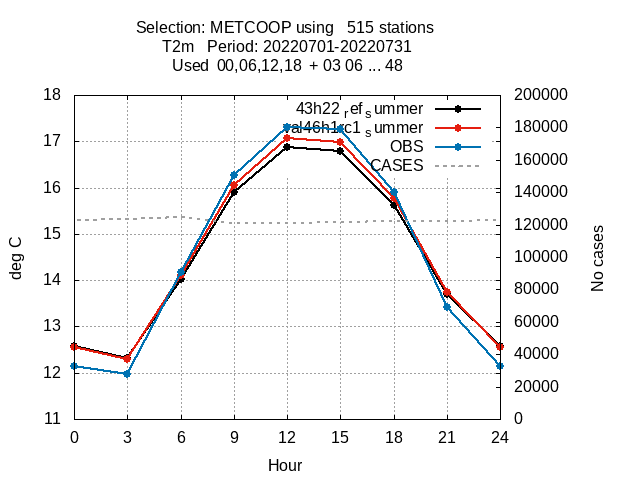 Selection: METCOOP using 515 stations
T2m Period: 20220701-20220731
Used 00,06,12,18 + 03 06 ... 48
18 200000
43h22 refsummer
180000
17
OBS
160000
CASES
16 140000
15 120000
100000
14
80000
13 60000
40000
12
20000
11 0
0 3 6 9 12 15 18 21 24
Hour
deg C
No cases